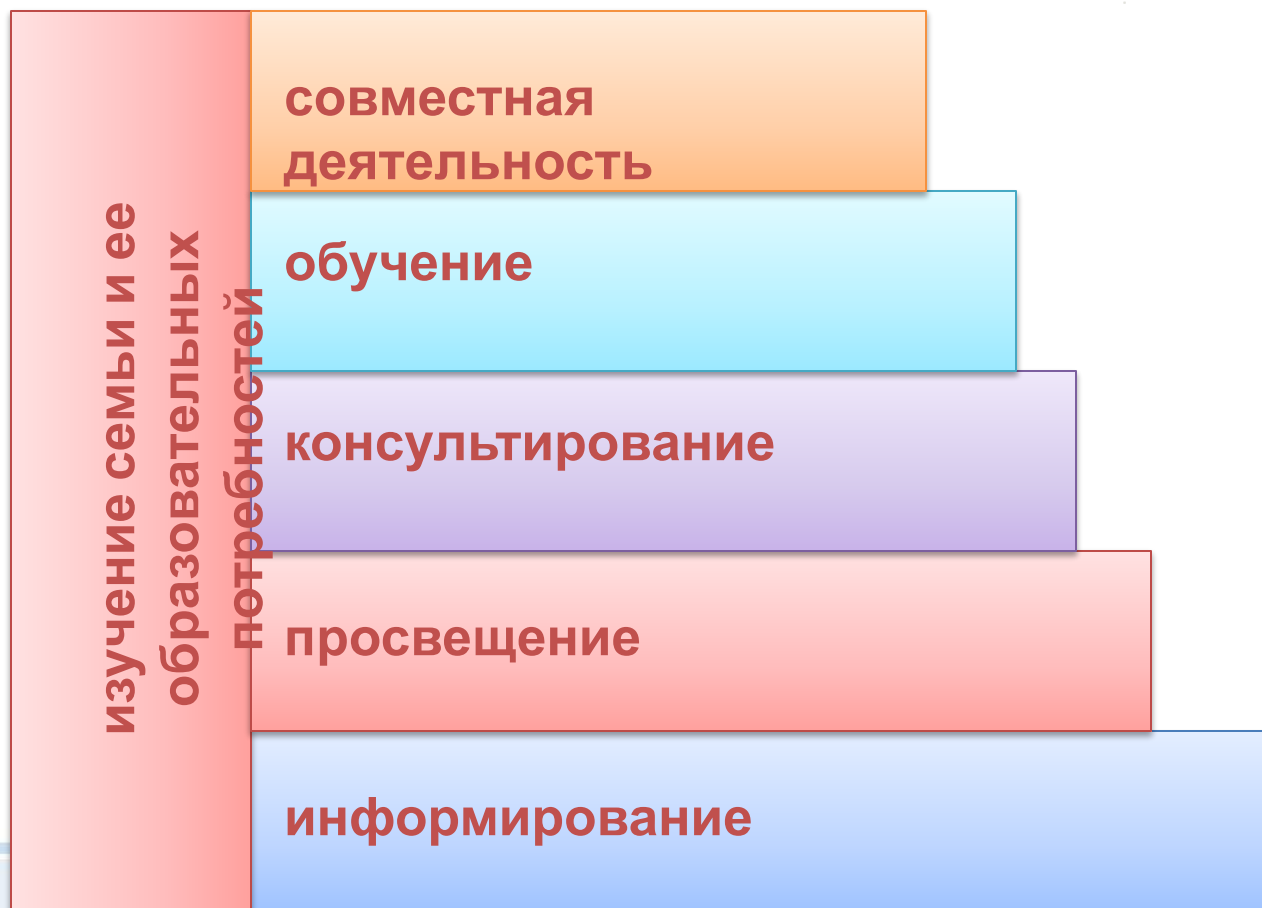 изучение семьи и ее
образовательных
потребностей
совместная
деятельность
обучение
консультирование
просвещение
информирование